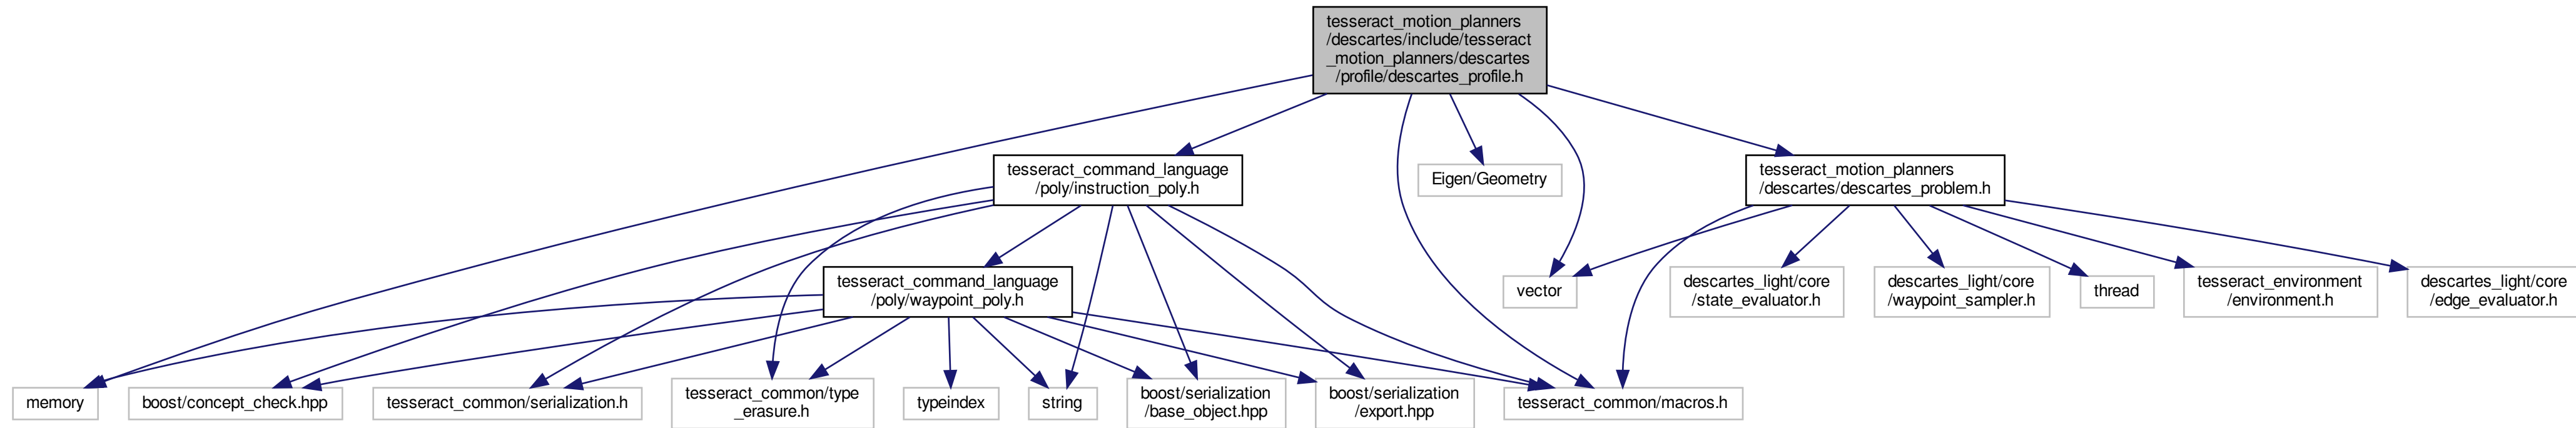 tesseract_motion_planners
/descartes/include/tesseract
_motion_planners/descartes
/profile/descartes_profile.h
tesseract_command_language
/poly/instruction_poly.h
Eigen/Geometry
tesseract_motion_planners
/descartes/descartes_problem.h
tesseract_command_language
/poly/waypoint_poly.h
vector
descartes_light/core
/state_evaluator.h
descartes_light/core
/waypoint_sampler.h
thread
tesseract_environment
/environment.h
descartes_light/core
/edge_evaluator.h
memory
boost/concept_check.hpp
tesseract_common/serialization.h
tesseract_common/type
_erasure.h
typeindex
string
boost/serialization
/base_object.hpp
boost/serialization
/export.hpp
tesseract_common/macros.h